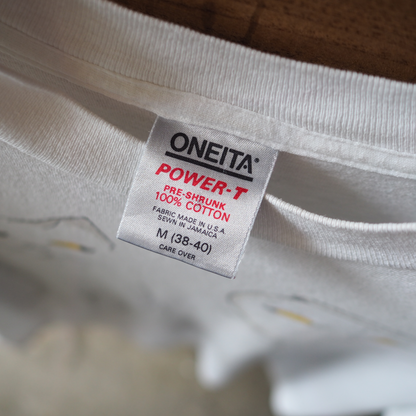 ONEITA®
POWER-T
PRE-SHRUNK
100% COTTON
FABRIC MADE IN U.S.A
SEWN IN JAMAICA
M (38-40)
CARE OVER